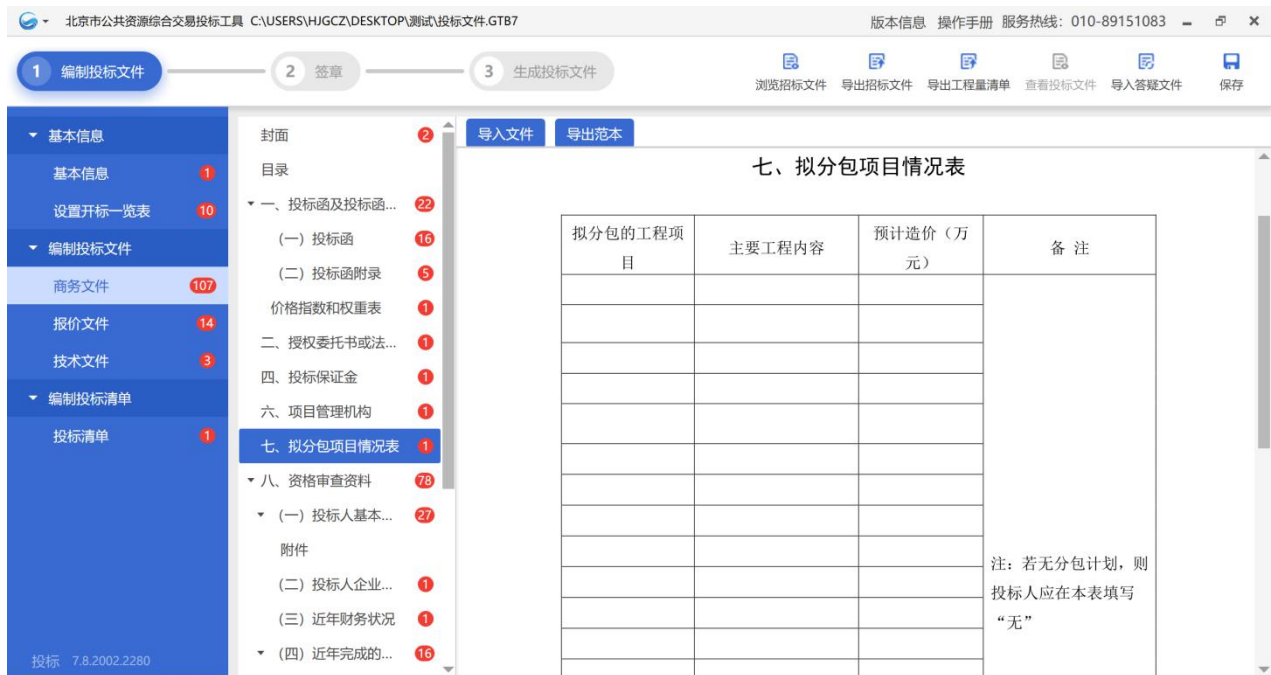 北京市公共资源综合交易投标工具 C:\USERS\HJGCZ\DESKTOP\测试\投标文件.GTB7
版本信息 操作手册 服务热线：010-89151083
1 编制投标文件
2 签章
3 生成投标文件
浏览招标文件 导出招标文件 导出工程量清单 查看投标文件 导入答疑文件 保存
基本信息
基本信息 1
设置开标一览表 10
编制投标文件
商务文件 107
报价文件 14
技术文件 3
编制投标清单
投标清单 1
投标 7.8.2002.2280
封面 2
目录
一、投标函及投标函... 22
（一）投标函 16
（二）投标函附录 5
价格指数和权重表 1
二、授权委托书或法... 1
四、投标保证金 1
六、项目管理机构 1
七、拟分包项目情况表 1
八、资格审查资料 78
（一）投标人基本... 27
附件
（二）投标人企业... 1
（三）近年财务状况 1
（四）近年完成的... 16
导入文件 导出范本
七、拟分包项目情况表
拟分包的工程项
目
主要工程内容
预计造价（万
元）
备 注
注：若无分包计划，则
投标人应在本表填写
“无”